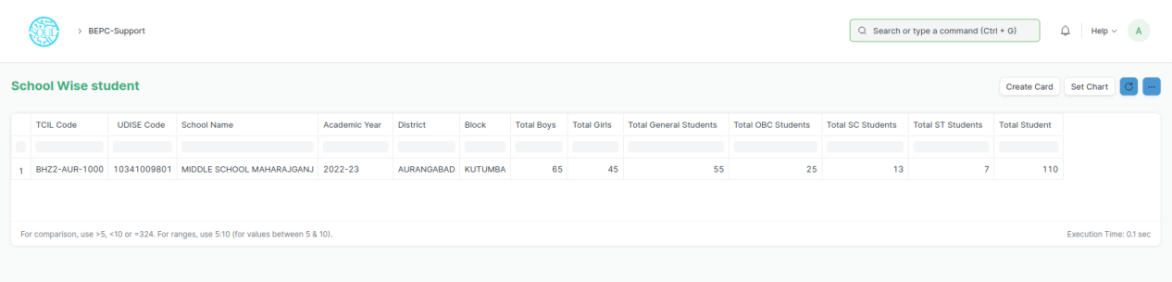 SOUL
> BEPC-Support
Search or type a command (Ctrl + G)
Help
A
School Wise student
Create Card
Set Chart
TCIL Code UDISE Code School Name Academic Year District Block Total Boys Total Girls Total General Students Total OBC Students Total SC Students Total ST Students Total Student
1 BHZ2-AUR-1000 10341009801 MIDDLE SCHOOL MAHARAJGANJ 2022-23 AURANGABAD KUTUMBA 65 45 55 25 13 7 110
For comparison, use >5, <10 or =324. For ranges, use 5:10 (for values between 5 & 10).
Execution Time: 0.1 sec